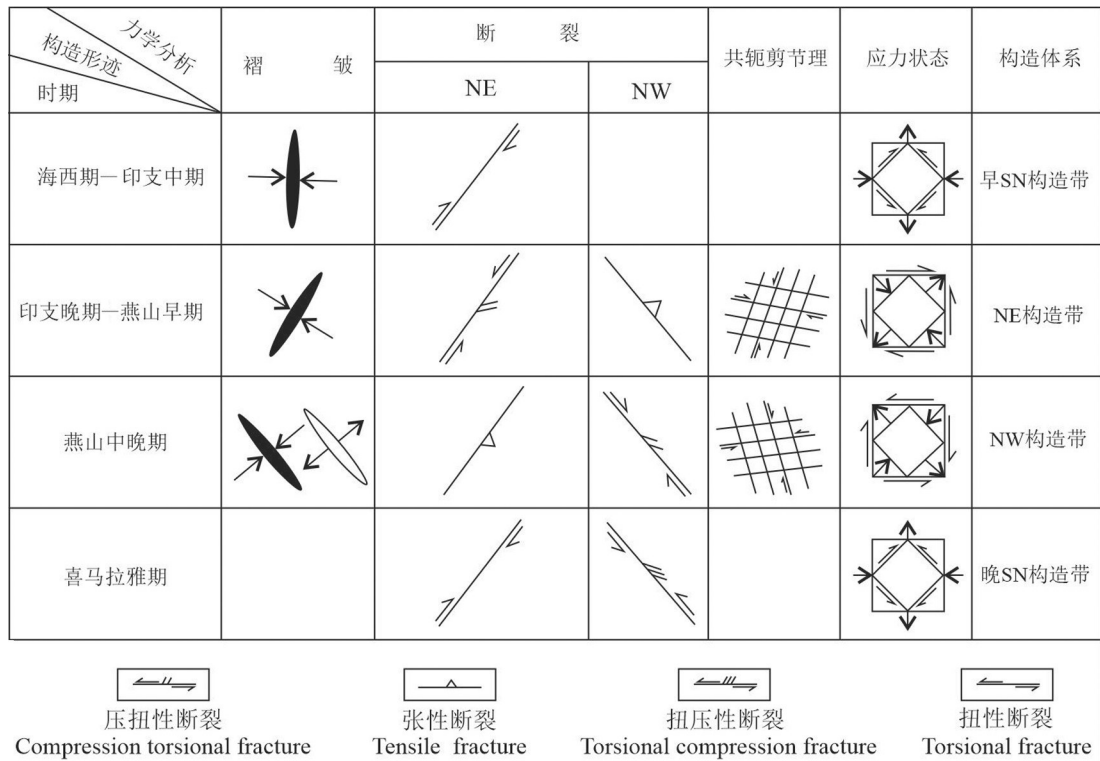 力学分析
构造形迹
时期
褶 皱
断 裂
NE
NW
共轭剪节理
应力状态
构造体系
海西期—印支中期
早SN构造带
印支晚期—燕山早期
NE构造带
燕山中晚期
NW构造带
喜马拉雅期
晚SN构造带
压扭性断裂
Compression torsional fracture
张性断裂
Tensile fracture
扭压性断裂
Torsional compression fracture
扭性断裂
Torsional fracture